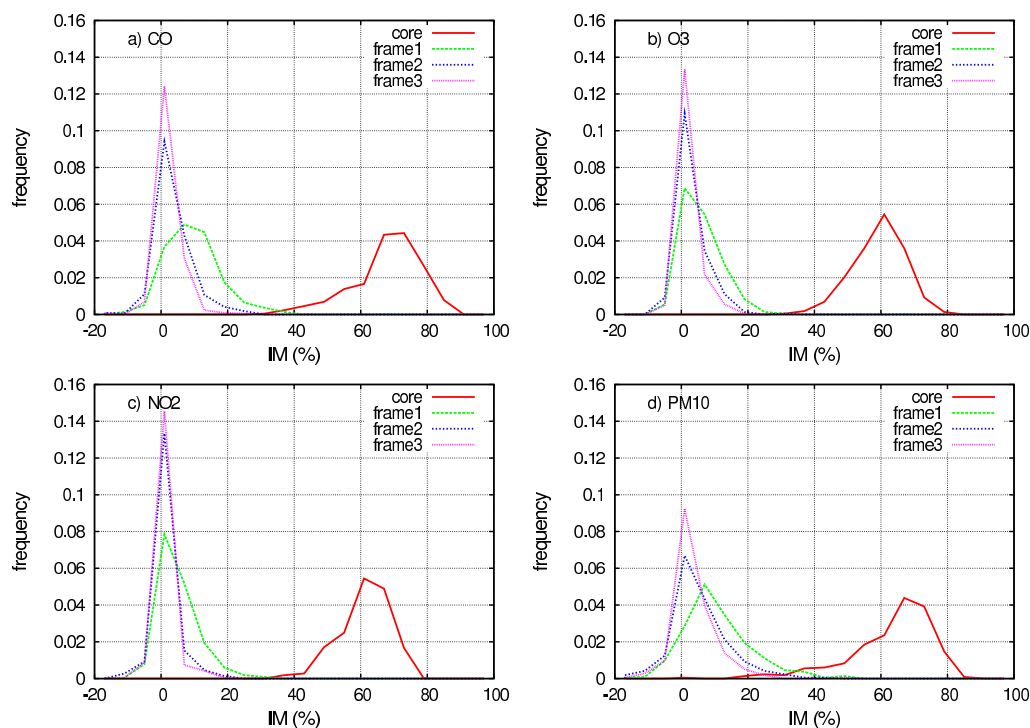 0.16
0.14
0.12
0.1
0.08
0.06
0.04
0.02
0
frequency
a) CO
core
frame1
frame2
frame3
-20 0 20 40 60 80 100
IM (%)
0.16
0.14
0.12
0.1
0.08
0.06
0.04
0.02
0
frequency
b) O3
core
frame1
frame2
frame3
-20 0 20 40 60 80 100
IM (%)
0.16
0.14
0.12
0.1
0.08
0.06
0.04
0.02
0
frequency
c) NO2
core
frame1
frame2
frame3
-20 0 20 40 60 80 100
IM (%)
0.16
0.14
0.12
0.1
0.08
0.06
0.04
0.02
0
frequency
d) PM10
core
frame1
frame2
frame3
-20 0 20 40 60 80 100
IM (%)